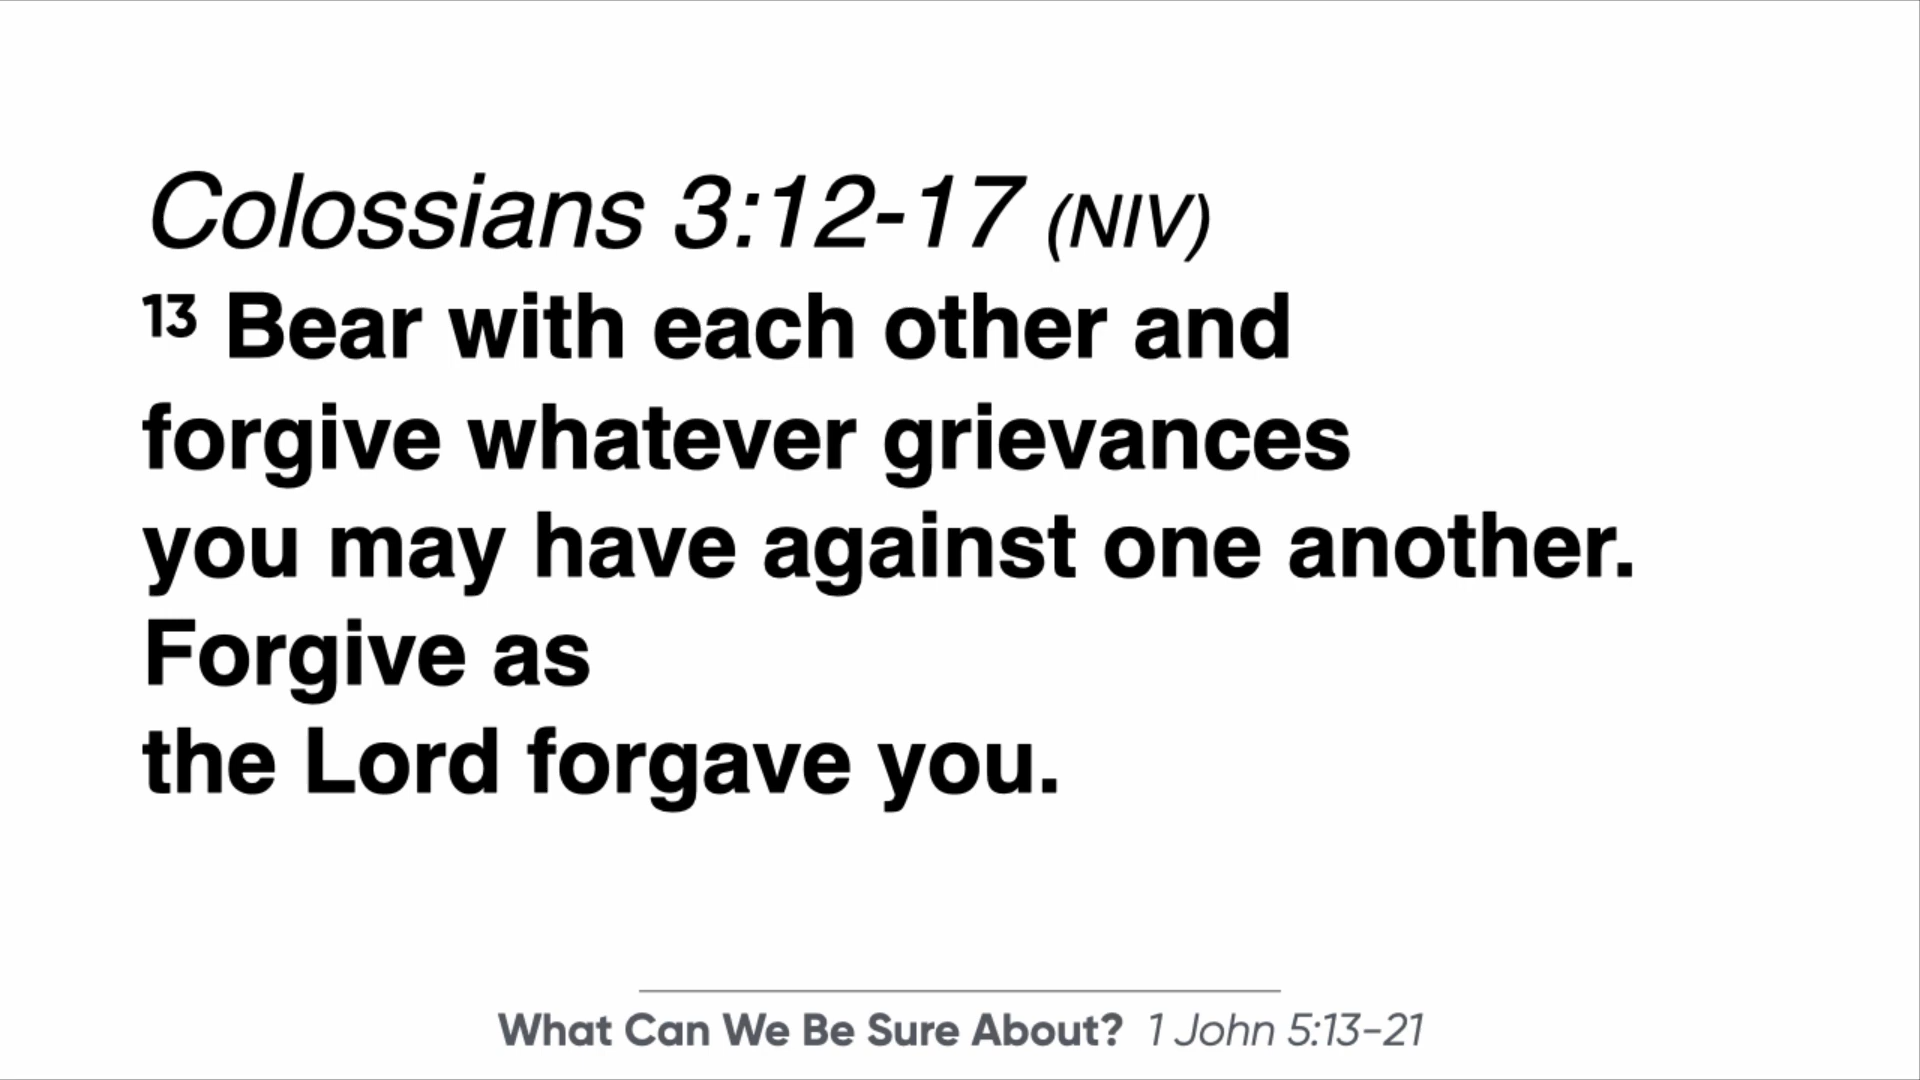 Colossians 3:12-17 (NIV)
13 Bear with each other and
forgive whatever grievances
you may have against one another.
Forgive as
the Lord forgave you.
What Can We Be Sure About? 1 John 5:13–21